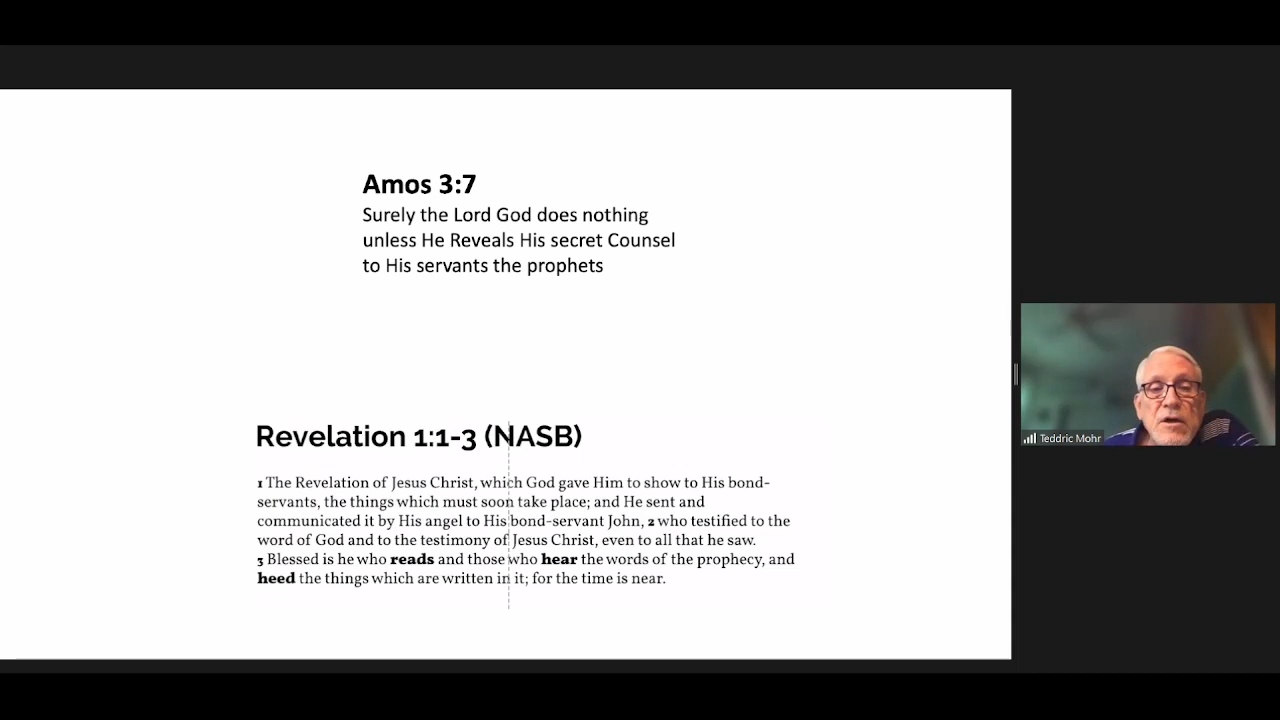 Amos 3:7
Surely the Lord God does nothing
unless He Reveals His secret Counsel
to His servants the prophets
Revelation 1:1-3 (NASB)
1 The Revelation of Jesus Christ, which God gave Him to show to His bond-
servants, the things which must soon take place; and He sent and
communicated it by His angel to His bond-servant John, 2 who testified to the
word of God and to the testimony of Jesus Christ, even to all that he saw.
3 Blessed is he who reads and those who hear the words of the prophecy, and
heed the things which are written in it; for the time is near.
Teddric Mohr